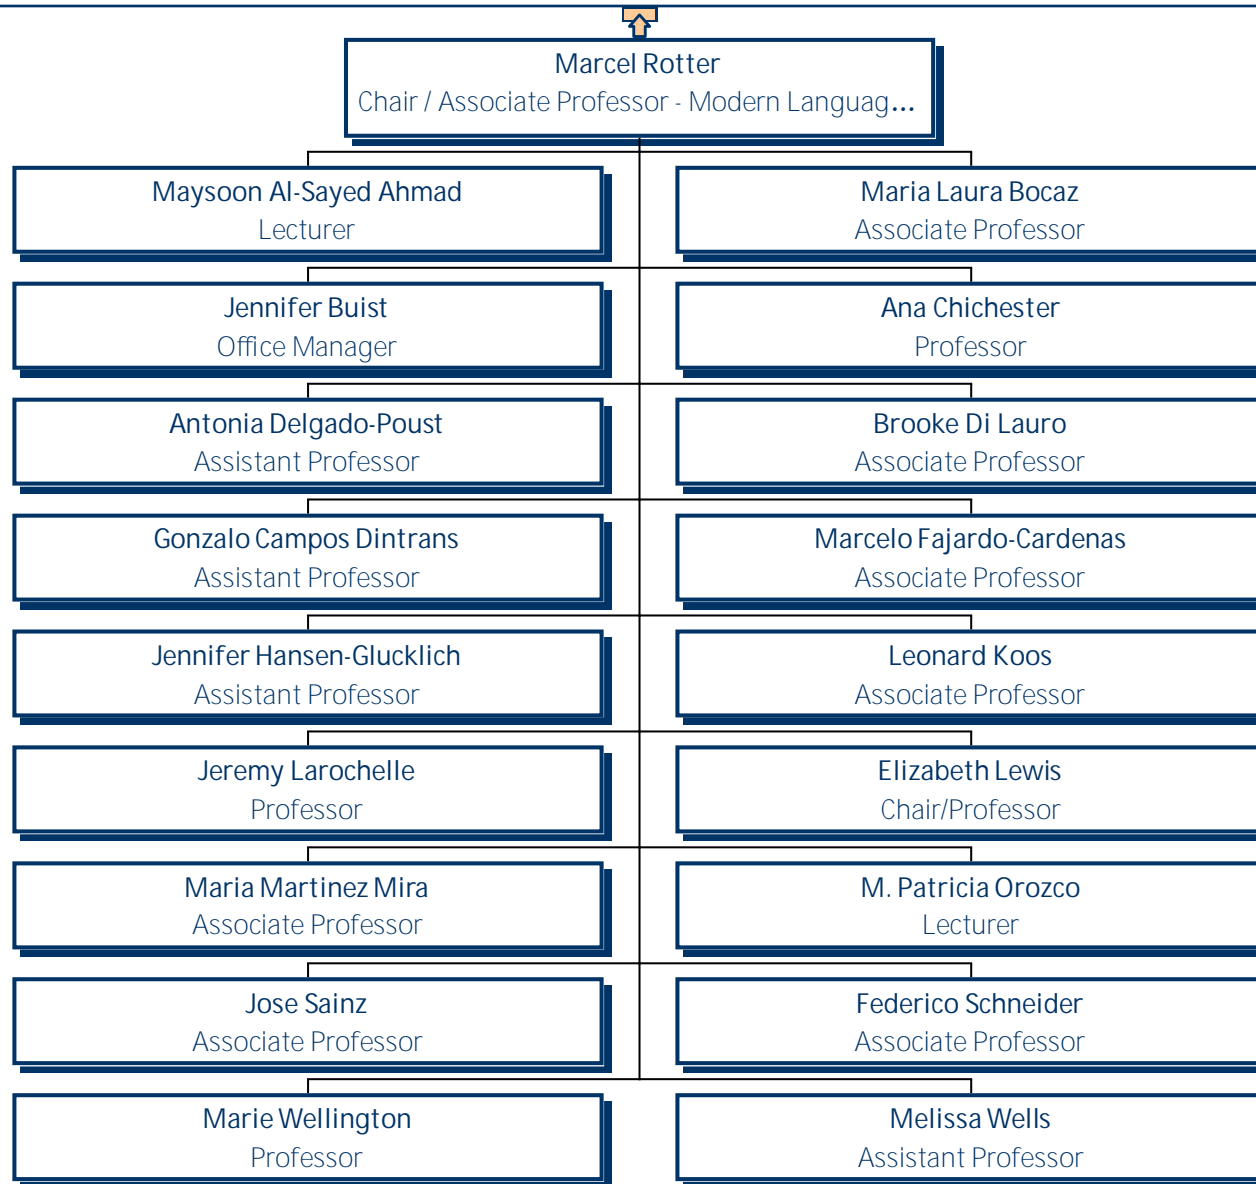 Marcel Rotter
Chair / Associate Professor - Modern Languag...
Maysoon Al-Sayed Ahmad
Lecturer
Maria Laura Bocaz
Associate Professor
Jennifer Buist
Office Manager
Ana Chichester
Professor
Antonia Delgado-Poust
Assistant Professor
Brooke Di Lauro
Associate Professor
Gonzalo Campos Dintrans
Assistant Professor
Marcelo Fajardo-Cardenas
Associate Professor
Jennifer Hansen-Glucklich
Assistant Professor
Leonard Koos
Associate Professor
Jeremy Larochelle
Professor
Elizabeth Lewis
Chair/Professor
Maria Martinez Mira
Associate Professor
M. Patricia Orozco
Lecturer
Jose Sainz
Associate Professor
Federico Schneider
Associate Professor
Marie Wellington
Professor
Melissa Wells
Assistant Professor